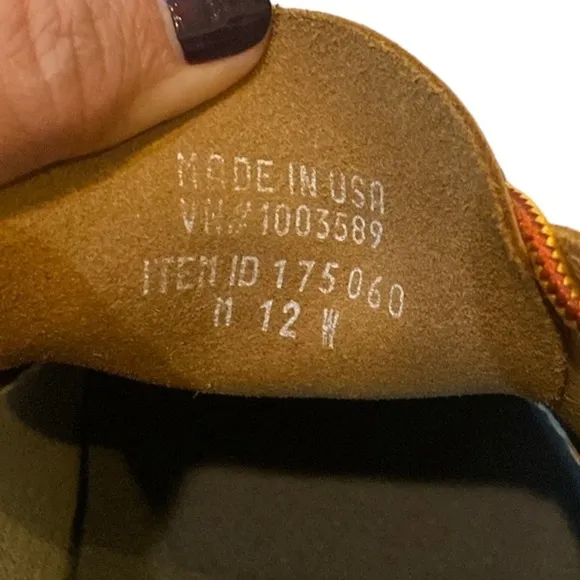 MADE IN USA
VN# 1003589
ITEM ID 175060
M 12 W